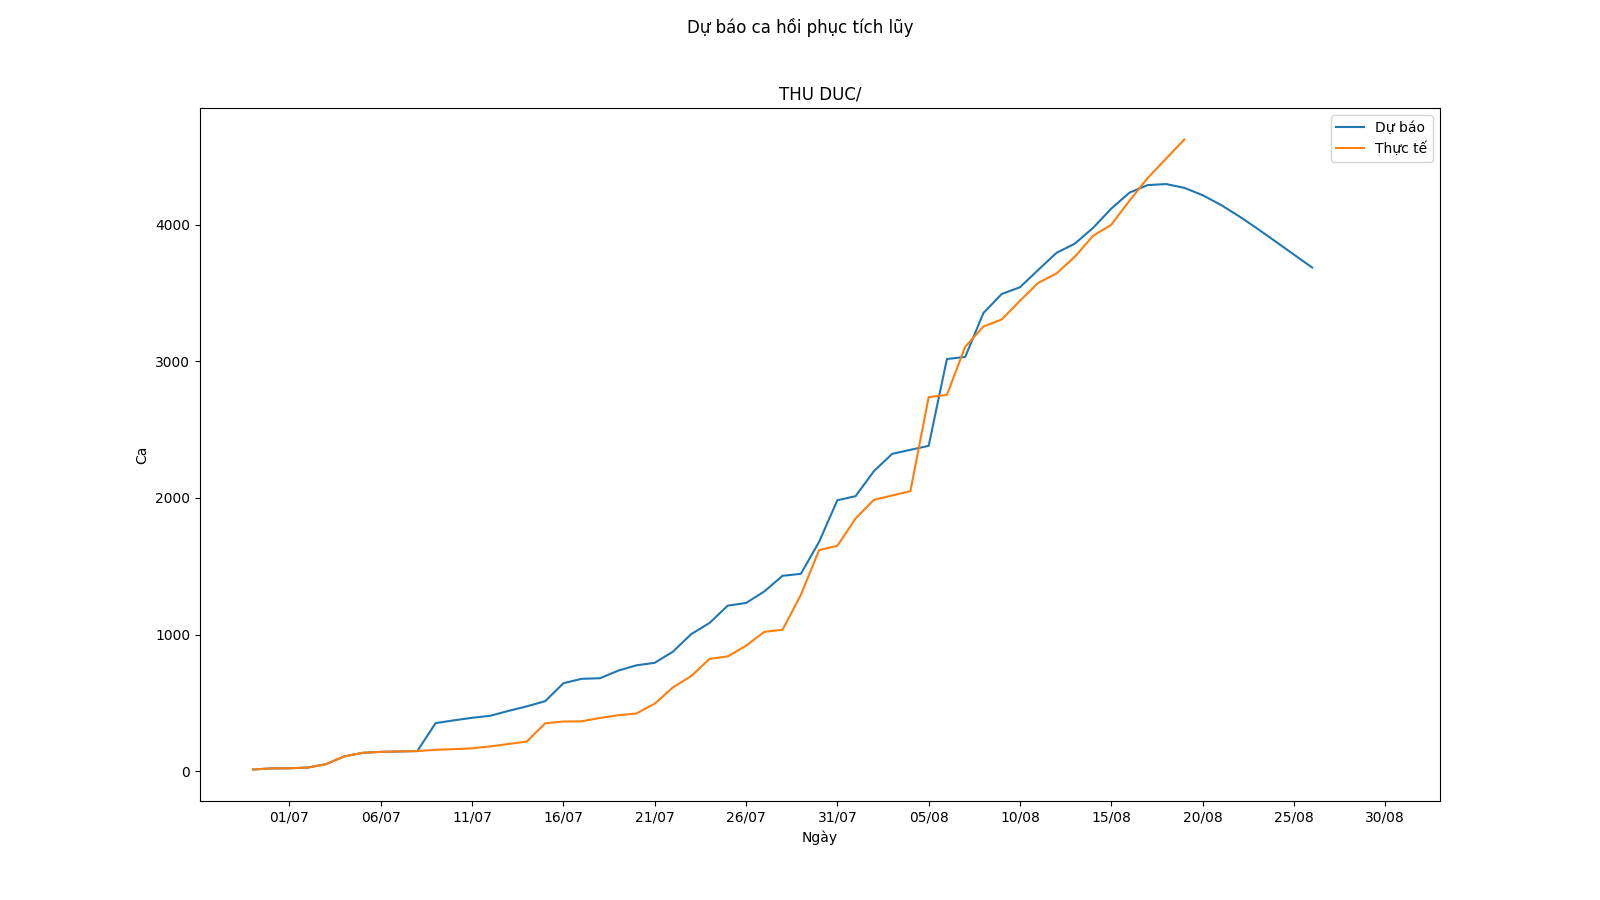 Dự báo ca hồi phục tích lũy
THU DUC/
Dự báo
Thực tế
4000
3000
2000
1000
0
Ca
01/07 06/07 11/07 16/07 21/07 26/07 31/07 05/08 10/08 15/08 20/08 25/08 30/08
Ngày